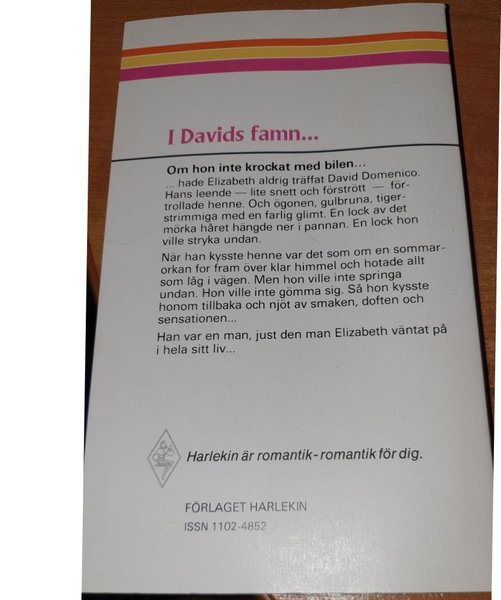 I Davids famn...
Om hon inte krockat med bilen...
... hade Elizabeth aldrig träffat David Domenico.
Hans leende — lite snett och förstrött — för-
trollade henne. Och ögonen, gulbruna, tiger-
strimmiga med en farlig glimt. En lock av det
mörka håret hängde ner i pannan. En lock hon
ville stryka undan.
När han kysste henne var det som om en sommar-
orkan for fram över klar himmel och hotade allt
som låg i vägen. Men hon ville inte springa
undan. Hon ville inte gömma sig. Så hon kysste
honom tillbaka och njöt av smaken, doften och
sensationen...
Han var en man, just den man Elizabeth väntat på
i hela sitt liv...
Harlekin är romantik - romantik för dig.
FÖRLAGET HARLEKIN
ISSN 1102-4852